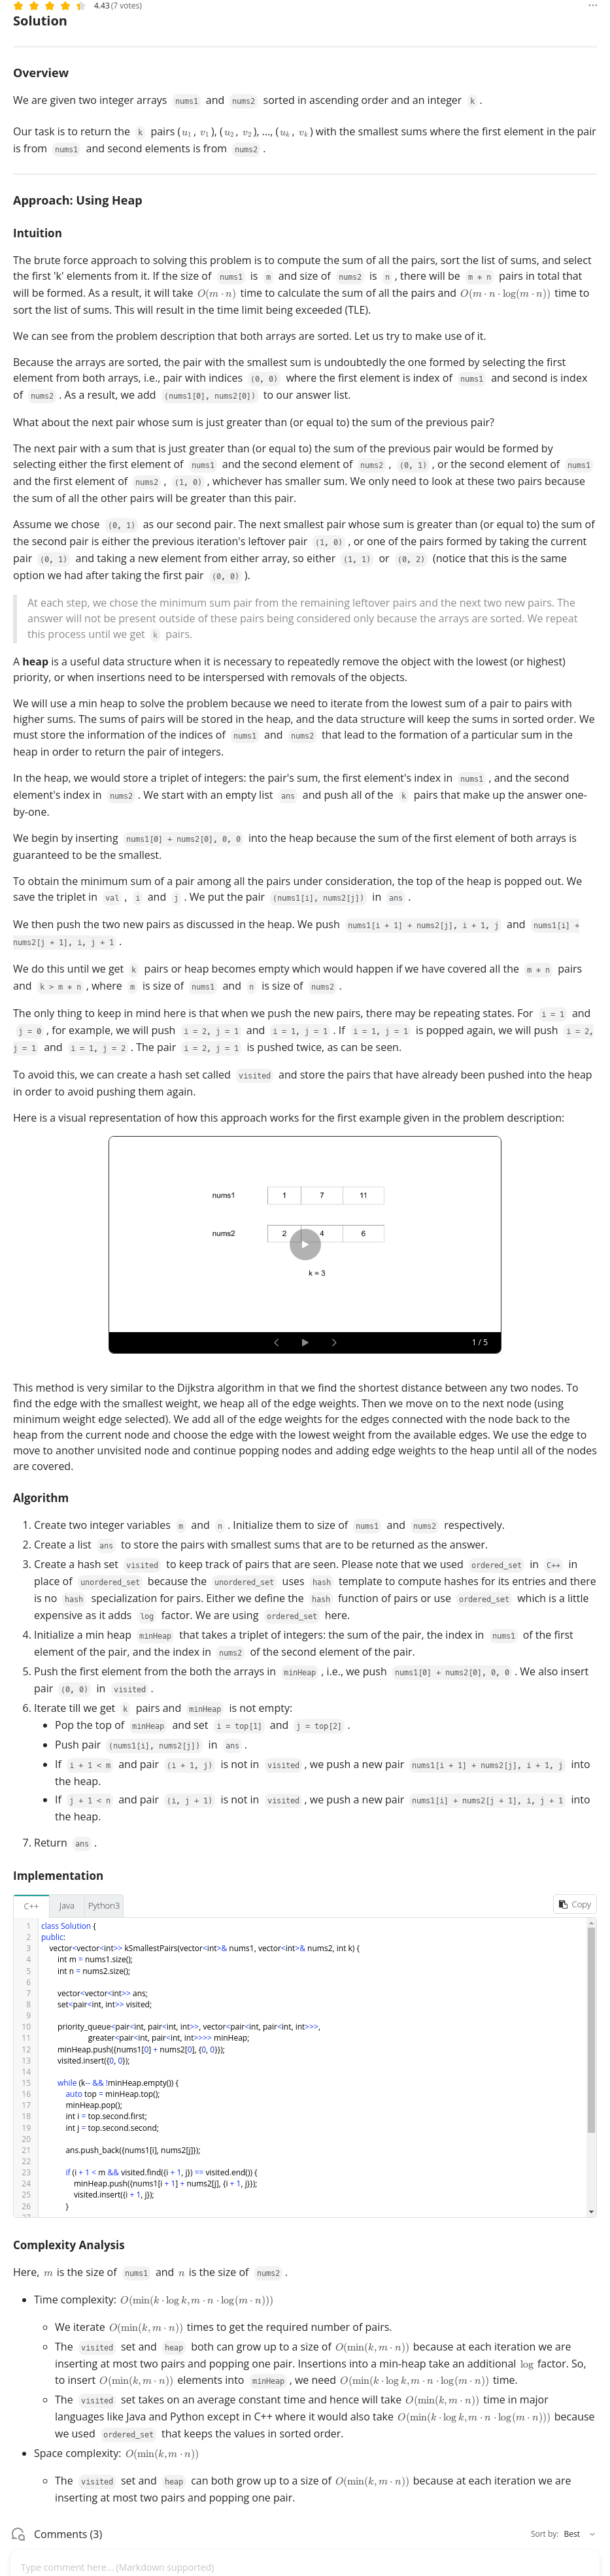 4.43 (7 votes)
Solution
Overview
We are given two integer arrays nums1 and nums2 sorted in ascending order and an integer k .
Our task is to return the k pairs (u₁, v₁), (u₂, v₂), ..., (uₖ, vₖ) with the smallest sums where the first element in the pair
is from nums1 and second elements is from nums2 .
Approach: Using Heap
Intuition
The brute force approach to solving this problem is to compute the sum of all the pairs, sort the list of sums, and select
the first 'k' elements from it. If the size of nums1 is m and size of nums2 is n , there will be m ∗ n pairs in total that
will be formed. As a result, it will take O(m · n) time to calculate the sum of all the pairs and O(m · n · log(m · n)) time to
sort the list of sums. This will result in the time limit being exceeded (TLE).
We can see from the problem description that both arrays are sorted. Let us try to make use of it.
Because the arrays are sorted, the pair with the smallest sum is undoubtedly the one formed by selecting the first
element from both arrays, i.e., pair with indices (0, 0) where the first element is index of nums1 and second is index
of nums2 . As a result, we add (nums1[0], nums2[0]) to our answer list.
What about the next pair whose sum is just greater than (or equal to) the sum of the previous pair?
The next pair with a sum that is just greater than (or equal to) the sum of the previous pair would be formed by
selecting either the first element of nums1 and the second element of nums2 , (0, 1) , or the second element of nums1
and the first element of nums2 , (1, 0) , whichever has smaller sum. We only need to look at these two pairs because
the sum of all the other pairs will be greater than this pair.
Assume we chose (0, 1) as our second pair. The next smallest pair whose sum is greater than (or equal to) the sum of
the second pair is either the previous iteration's leftover pair (1, 0) , or one of the pairs formed by taking the current
pair (0, 1) and taking a new element from either array, so either (1, 1) or (0, 2) (notice that this is the same
option we had after taking the first pair (0, 0) ).
At each step, we chose the minimum sum pair from the remaining leftover pairs and the next two new pairs. The
answer will not be present outside of these pairs being considered only because the arrays are sorted. We repeat
this process until we get k pairs.
A heap is a useful data structure when it is necessary to repeatedly remove the object with the lowest (or highest)
priority, or when insertions need to be interspersed with removals of the objects.
We will use a min heap to solve the problem because we need to iterate from the lowest sum of a pair to pairs with
higher sums. The sums of pairs will be stored in the heap, and the data structure will keep the sums in sorted order. We
must store the information of the indices of nums1 and nums2 that lead to the formation of a particular sum in the
heap in order to return the pair of integers.
In the heap, we would store a triplet of integers: the pair's sum, the first element's index in nums1 , and the second
element's index in nums2 . We start with an empty list ans and push all of the k pairs that make up the answer one-
by-one.
We begin by inserting nums1[0] + nums2[0], 0, 0 into the heap because the sum of the first element of both arrays is
guaranteed to be the smallest.
To obtain the minimum sum of a pair among all the pairs under consideration, the top of the heap is popped out. We
save the triplet in val , i and j . We put the pair (nums1[i], nums2[j]) in ans .
We then push the two new pairs as discussed in the heap. We push nums1[i + 1] + nums2[j], i + 1, j and nums1[i] +
nums2[j + 1], i, j + 1 .
We do this until we get k pairs or heap becomes empty which would happen if we have covered all the m ∗ n pairs
and k > m ∗ n , where m is size of nums1 and n is size of nums2 .
The only thing to keep in mind here is that when we push the new pairs, there may be repeating states. For i = 1 and
j = 0 , for example, we will push i = 2, j = 1 and i = 1, j = 1 . If i = 1, j = 1 is popped again, we will push i = 2,
j = 1 and i = 1, j = 2 . The pair i = 2, j = 1 is pushed twice, as can be seen.
To avoid this, we can create a hash set called visited and store the pairs that have already been pushed into the heap
in order to avoid pushing them again.
Here is a visual representation of how this approach works for the first example given in the problem description:
nums1 1 7 11
nums2 2 4 6
k = 3
1 / 5
This method is very similar to the Dijkstra algorithm in that we find the shortest distance between any two nodes. To
find the edge with the smallest weight, we heap all of the edge weights. Then we move on to the next node (using
minimum weight edge selected). We add all of the edge weights for the edges connected with the node back to the
heap from the current node and choose the edge with the lowest weight from the available edges. We use the edge to
move to another unvisited node and continue popping nodes and adding edge weights to the heap until all of the nodes
are covered.
Algorithm
1. Create two integer variables m and n . Initialize them to size of nums1 and nums2 respectively.
2. Create a list ans to store the pairs with smallest sums that are to be returned as the answer.
3. Create a hash set visited to keep track of pairs that are seen. Please note that we used ordered_set in C++ in
place of unordered_set because the unordered_set uses hash template to compute hashes for its entries and there
is no hash specialization for pairs. Either we define the hash function of pairs or use ordered_set which is a little
expensive as it adds log factor. We are using ordered_set here.
4. Initialize a min heap minHeap that takes a triplet of integers: the sum of the pair, the index in nums1 of the first
element of the pair, and the index in nums2 of the second element of the pair.
5. Push the first element from the both the arrays in minHeap , i.e., we push nums1[0] + nums2[0], 0, 0 . We also insert
pair (0, 0) in visited .
6. Iterate till we get k pairs and minHeap is not empty:
• Pop the top of minHeap and set i = top[1] and j = top[2] .
• Push pair (nums1[i], nums2[j]) in ans .
• If i + 1 < m and pair (i + 1, j) is not in visited , we push a new pair nums1[i + 1] + nums2[j], i + 1, j into
the heap.
• If j + 1 < n and pair (i, j + 1) is not in visited , we push a new pair nums1[i] + nums2[j + 1], i, j + 1 into
the heap.
7. Return ans .
Implementation
C++ Java Python3 Copy
1 class Solution {
2 public:
3 vector<vector<int>> kSmallestPairs(vector<int>& nums1, vector<int>& nums2, int k) {
4 int m = nums1.size();
5 int n = nums2.size();
6
7 vector<vector<int>> ans;
8 set<pair<int, int>> visited;
9
10 priority_queue<pair<int, pair<int, int>>, vector<pair<int, pair<int, int>>>,
11 greater<pair<int, pair<int, int>>>> minHeap;
12 minHeap.push({nums1[0] + nums2[0], {0, 0}});
13 visited.insert({0, 0});
14
15 while (k-- && !minHeap.empty()) {
16 auto top = minHeap.top();
17 minHeap.pop();
18 int i = top.second.first;
19 int j = top.second.second;
20
21 ans.push_back({nums1[i], nums2[j]});
22
23 if (i + 1 < m && visited.find({i + 1, j}) == visited.end()) {
24 minHeap.push({nums1[i + 1] + nums2[j], {i + 1, j}});
25 visited.insert({i + 1, j});
26 }
Complexity Analysis
Here, m is the size of nums1 and n is the size of nums2 .
• Time complexity: O(min(k · log k, m · n · log(m · n)))
◦ We iterate O(min(k, m · n)) times to get the required number of pairs.
◦ The visited set and heap both can grow up to a size of O(min(k, m · n)) because at each iteration we are
inserting at most two pairs and popping one pair. Insertions into a min-heap take an additional log factor. So,
to insert O(min(k, m · n)) elements into minHeap , we need O(min(k · log k, m · n · log(m · n)) time.
◦ The visited set takes on an average constant time and hence will take O(min(k, m · n)) time in major
languages like Java and Python except in C++ where it would also take O(min(k · log k, m · n · log(m · n))) because
we used ordered_set that keeps the values in sorted order.
• Space complexity: O(min(k, m · n))
◦ The visited set and heap can both grow up to a size of O(min(k, m · n)) because at each iteration we are
inserting at most two pairs and popping one pair.
Comments (3) Sort by: Best
Type comment here... (Markdown supported)